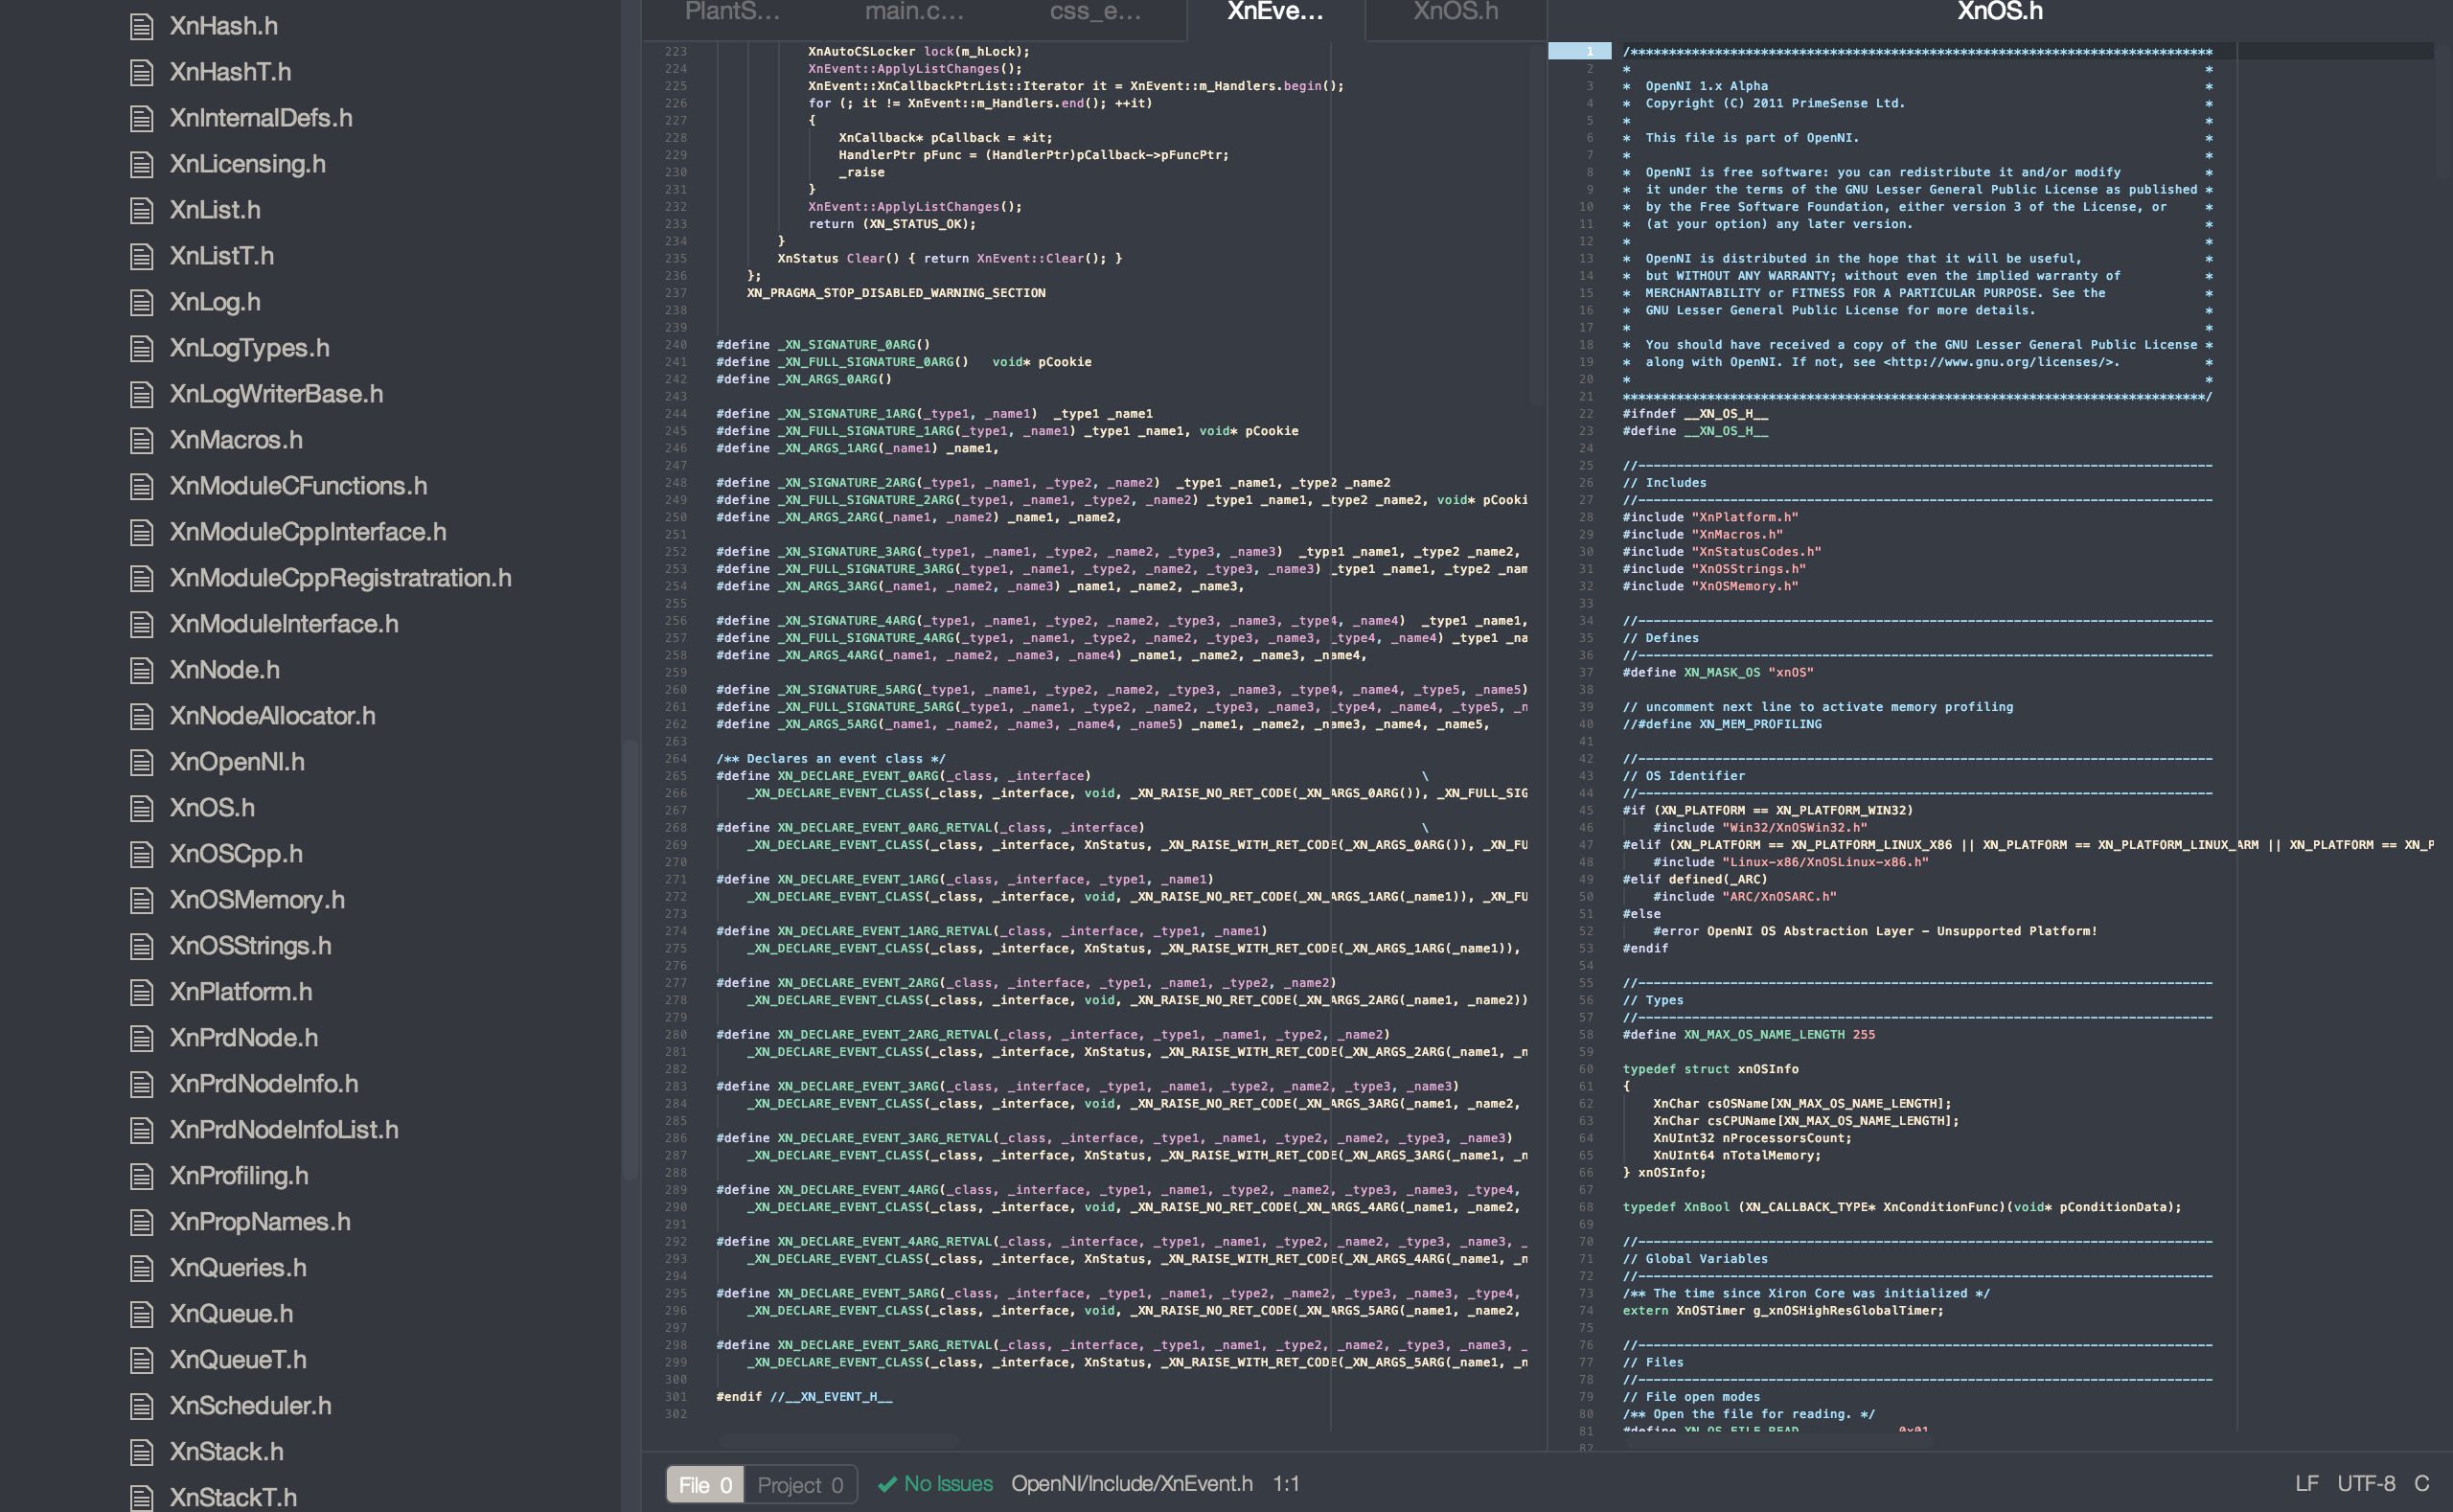 XnHash.h
XnHashT.h
XnInternalDefs.h
XnLicensing.h
XnList.h
XnListT.h
XnLog.h
XnLogTypes.h
XnLogWriterBase.h
XnMacros.h
XnModuleCFunctions.h
XnModuleCppInterface.h
XnModuleCppRegistratration.h
XnModuleInterface.h
XnNode.h
XnNodeAllocator.h
XnOpenNI.h
XnOS.h
XnOSCpp.h
XnOSMemory.h
XnOSStrings.h
XnPlatform.h
XnPrdNode.h
XnPrdNodeInfo.h
XnPrdNodeInfoList.h
XnProfiling.h
XnPropNames.h
XnQueries.h
XnQueue.h
XnQueueT.h
XnScheduler.h
XnStack.h
XnStackT.h
PlantS... main.c... css_e... XnEve... XnOS.h
223 XnAutoCSLocker lock(m_hLock);
224 XnEvent::ApplyListChanges();
225 XnEvent::XnCallbackPtrList::Iterator it = XnEvent::m_Handlers.begin();
226 for (; it != XnEvent::m_Handlers.end(); ++it)
227 {
228 XnCallback* pCallback = *it;
229 HandlerPtr pFunc = (HandlerPtr)pCallback->pFuncPtr;
230 _raise
231 }
232 XnEvent::ApplyListChanges();
233 return (XN_STATUS_OK);
234 }
235 XnStatus Clear() { return XnEvent::Clear(); }
236 };
237 XN_PRAGMA_STOP_DISABLED_WARNING_SECTION
238
239
240 #define _XN_SIGNATURE_0ARG()
241 #define _XN_FULL_SIGNATURE_0ARG() void* pCookie
242 #define _XN_ARGS_0ARG()
243
244 #define _XN_SIGNATURE_1ARG(_type1, _name1) _type1 _name1
245 #define _XN_FULL_SIGNATURE_1ARG(_type1, _name1) _type1 _name1, void* pCookie
246 #define _XN_ARGS_1ARG(_name1) _name1,
247
248 #define _XN_SIGNATURE_2ARG(_type1, _name1, _type2, _name2) _type1 _name1, _type2 _name2
249 #define _XN_FULL_SIGNATURE_2ARG(_type1, _name1, _type2, _name2) _type1 _name1, _type2 _name2, void* pCooki
250 #define _XN_ARGS_2ARG(_name1, _name2) _name1, _name2,
251
252 #define _XN_SIGNATURE_3ARG(_type1, _name1, _type2, _name2, _type3, _name3) _type1 _name1, _type2 _name2,
253 #define _XN_FULL_SIGNATURE_3ARG(_type1, _name1, _type2, _name2, _type3, _name3) _type1 _name1, _type2 _nam
254 #define _XN_ARGS_3ARG(_name1, _name2, _name3) _name1, _name2, _name3,
255
256 #define _XN_SIGNATURE_4ARG(_type1, _name1, _type2, _name2, _type3, _name3, _type4, _name4) _type1 _name1,
257 #define _XN_FULL_SIGNATURE_4ARG(_type1, _name1, _type2, _name2, _type3, _name3, _type4, _name4) _type1 _na
258 #define _XN_ARGS_4ARG(_name1, _name2, _name3, _name4) _name1, _name2, _name3, _name4,
259
260 #define _XN_SIGNATURE_5ARG(_type1, _name1, _type2, _name2, _type3, _name3, _type4, _name4, _type5, _name5)
261 #define _XN_FULL_SIGNATURE_5ARG(_type1, _name1, _type2, _name2, _type3, _name3, _type4, _name4, _type5, _n
262 #define _XN_ARGS_5ARG(_name1, _name2, _name3, _name4, _name5) _name1, _name2, _name3, _name4, _name5,
263
264 /** Declares an event class */
265 #define XN_DECLARE_EVENT_0ARG(_class, _interface) \
266 _XN_DECLARE_EVENT_CLASS(_class, _interface, void, _XN_RAISE_NO_RET_CODE(_XN_ARGS_0ARG()), _XN_FULL_SIG
267
268 #define XN_DECLARE_EVENT_0ARG_RETVAL(_class, _interface) \
269 _XN_DECLARE_EVENT_CLASS(_class, _interface, XnStatus, _XN_RAISE_WITH_RET_CODE(_XN_ARGS_0ARG()), _XN_FU
270
271 #define XN_DECLARE_EVENT_1ARG(_class, _interface, _type1, _name1)
272 _XN_DECLARE_EVENT_CLASS(_class, _interface, void, _XN_RAISE_NO_RET_CODE(_XN_ARGS_1ARG(_name1)), _XN_FU
273
274 #define XN_DECLARE_EVENT_1ARG_RETVAL(_class, _interface, _type1, _name1)
275 _XN_DECLARE_EVENT_CLASS(_class, _interface, XnStatus, _XN_RAISE_WITH_RET_CODE(_XN_ARGS_1ARG(_name1)),
276
277 #define XN_DECLARE_EVENT_2ARG(_class, _interface, _type1, _name1, _type2, _name2)
278 _XN_DECLARE_EVENT_CLASS(_class, _interface, void, _XN_RAISE_NO_RET_CODE(_XN_ARGS_2ARG(_name1, _name2))
279
280 #define XN_DECLARE_EVENT_2ARG_RETVAL(_class, _interface, _type1, _name1, _type2, _name2)
281 _XN_DECLARE_EVENT_CLASS(_class, _interface, XnStatus, _XN_RAISE_WITH_RET_CODE(_XN_ARGS_2ARG(_name1, _n
282
283 #define XN_DECLARE_EVENT_3ARG(_class, _interface, _type1, _name1, _type2, _name2, _type3, _name3)
284 _XN_DECLARE_EVENT_CLASS(_class, _interface, void, _XN_RAISE_NO_RET_CODE(_XN_ARGS_3ARG(_name1, _name2,
285
286 #define XN_DECLARE_EVENT_3ARG_RETVAL(_class, _interface, _type1, _name1, _type2, _name2, _type3, _name3)
287 _XN_DECLARE_EVENT_CLASS(_class, _interface, XnStatus, _XN_RAISE_WITH_RET_CODE(_XN_ARGS_3ARG(_name1, _n
288
289 #define XN_DECLARE_EVENT_4ARG(_class, _interface, _type1, _name1, _type2, _name2, _type3, _name3, _type4,
290 _XN_DECLARE_EVENT_CLASS(_class, _interface, void, _XN_RAISE_NO_RET_CODE(_XN_ARGS_4ARG(_name1, _name2,
291
292 #define XN_DECLARE_EVENT_4ARG_RETVAL(_class, _interface, _type1, _name1, _type2, _name2, _type3, _name3, _
293 _XN_DECLARE_EVENT_CLASS(_class, _interface, XnStatus, _XN_RAISE_WITH_RET_CODE(_XN_ARGS_4ARG(_name1, _n
294
295 #define XN_DECLARE_EVENT_5ARG(_class, _interface, _type1, _name1, _type2, _name2, _type3, _name3, _type4,
296 _XN_DECLARE_EVENT_CLASS(_class, _interface, void, _XN_RAISE_NO_RET_CODE(_XN_ARGS_5ARG(_name1, _name2,
297
298 #define XN_DECLARE_EVENT_5ARG_RETVAL(_class, _interface, _type1, _name1, _type2, _name2, _type3, _name3, _
299 _XN_DECLARE_EVENT_CLASS(_class, _interface, XnStatus, _XN_RAISE_WITH_RET_CODE(_XN_ARGS_5ARG(_name1, _n
300
301 #endif //__XN_EVENT_H__
302
XnOS.h
1 /****************************************************************************
2 * *
3 * OpenNI 1.x Alpha *
4 * Copyright (C) 2011 PrimeSense Ltd. *
5 * *
6 * This file is part of OpenNI. *
7 * *
8 * OpenNI is free software: you can redistribute it and/or modify *
9 * it under the terms of the GNU Lesser General Public License as published *
10 * by the Free Software Foundation, either version 3 of the License, or *
11 * (at your option) any later version. *
12 * *
13 * OpenNI is distributed in the hope that it will be useful, *
14 * but WITHOUT ANY WARRANTY; without even the implied warranty of *
15 * MERCHANTABILITY or FITNESS FOR A PARTICULAR PURPOSE. See the *
16 * GNU Lesser General Public License for more details. *
17 * *
18 * You should have received a copy of the GNU Lesser General Public License *
19 * along with OpenNI. If not, see <http://www.gnu.org/licenses/>. *
20 * *
21 ****************************************************************************/
22 #ifndef __XN_OS_H__
23 #define __XN_OS_H__
24
25 //---------------------------------------------------------------------------
26 // Includes
27 //---------------------------------------------------------------------------
28 #include "XnPlatform.h"
29 #include "XnMacros.h"
30 #include "XnStatusCodes.h"
31 #include "XnOSStrings.h"
32 #include "XnOSMemory.h"
33
34 //---------------------------------------------------------------------------
35 // Defines
36 //---------------------------------------------------------------------------
37 #define XN_MASK_OS "xnOS"
38
39 // uncomment next line to activate memory profiling
40 //#define XN_MEM_PROFILING
41
42 //---------------------------------------------------------------------------
43 // OS Identifier
44 //---------------------------------------------------------------------------
45 #if (XN_PLATFORM == XN_PLATFORM_WIN32)
46 #include "Win32/XnOSWin32.h"
47 #elif (XN_PLATFORM == XN_PLATFORM_LINUX_X86 || XN_PLATFORM == XN_PLATFORM_LINUX_ARM || XN_PLATFORM == XN_P
48 #include "Linux-x86/XnOSLinux-x86.h"
49 #elif defined(_ARC)
50 #include "ARC/XnOSARC.h"
51 #else
52 #error OpenNI OS Abstraction Layer - Unsupported Platform!
53 #endif
54
55 //---------------------------------------------------------------------------
56 // Types
57 //---------------------------------------------------------------------------
58 #define XN_MAX_OS_NAME_LENGTH 255
59
60 typedef struct xnOSInfo
61 {
62 XnChar csOSName[XN_MAX_OS_NAME_LENGTH];
63 XnChar csCPUName[XN_MAX_OS_NAME_LENGTH];
64 XnUInt32 nProcessorsCount;
65 XnUInt64 nTotalMemory;
66 } xnOSInfo;
67
68 typedef XnBool (XN_CALLBACK_TYPE* XnConditionFunc)(void* pConditionData);
69
70 //---------------------------------------------------------------------------
71 // Global Variables
72 //---------------------------------------------------------------------------
73 /** The time since Xiron Core was initialized */
74 extern XnOSTimer g_xnOSHighResGlobalTimer;
75
76 //---------------------------------------------------------------------------
77 // Files
78 //---------------------------------------------------------------------------
79 // File open modes
80 /** Open the file for reading. */
81 #define XN_OS_FILE_READ 0x01
82
File 0 Project 0 No Issues OpenNI/Include/XnEvent.h 1:1 LF UTF-8 C